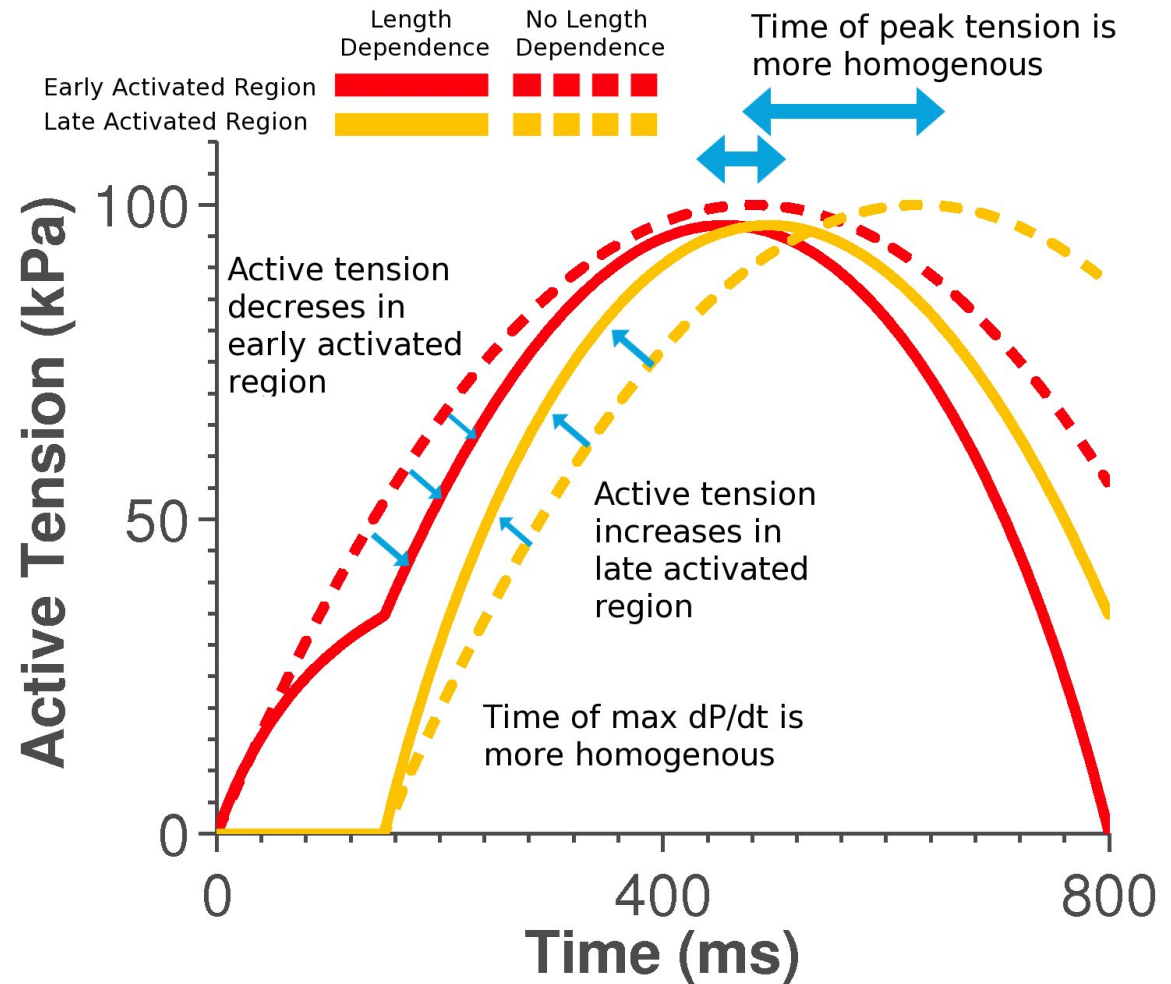 Length
Dependence
No Length
Dependence
Early Activated Region
Late Activated Region
Time of peak tension is
more homogenous
Active tension
decreses in
early activated
region
Active tension
increases in
late activated
region
Time of max dP/dt is
more homogenous
Active Tension (kPa)
100
50
0
0
400
800
Time (ms)